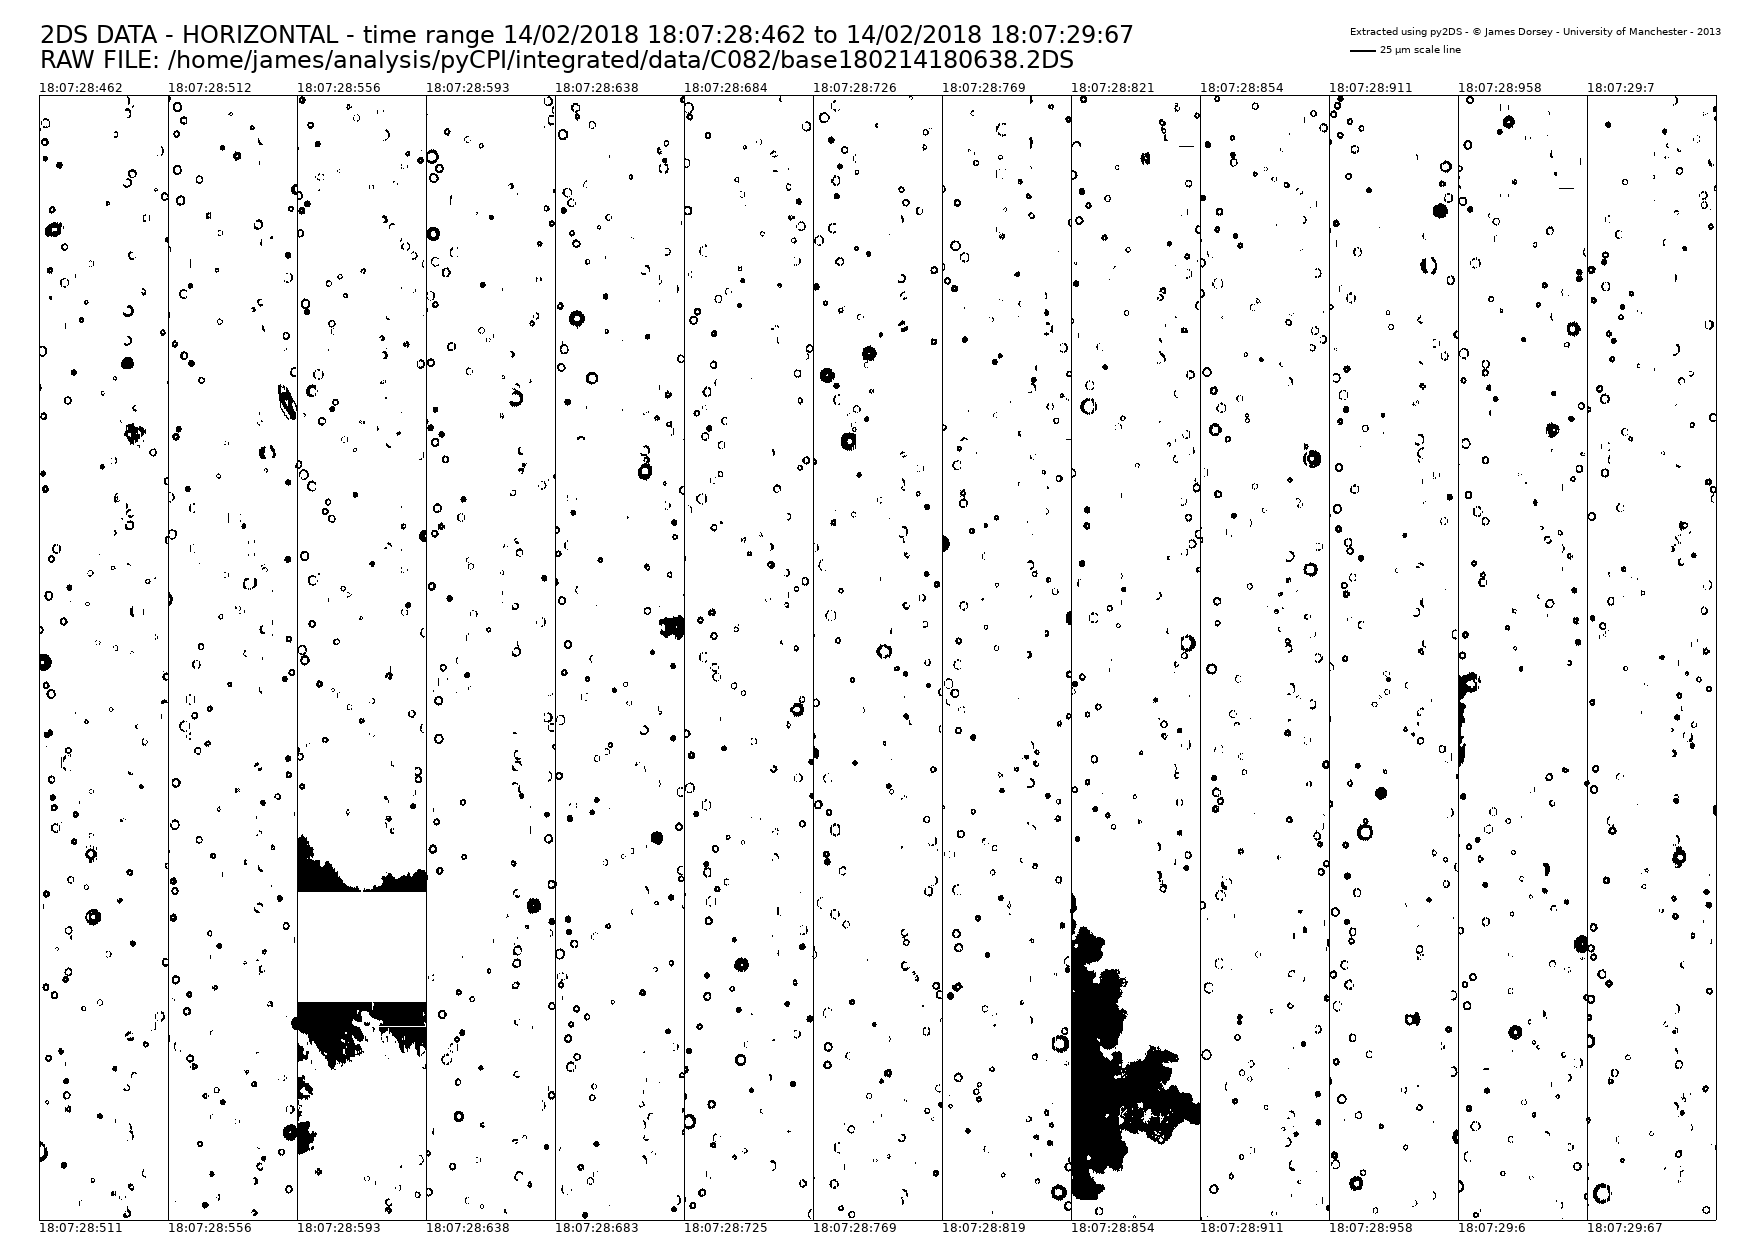 2DS DATA - HORIZONTAL - time range 14/02/2018 18:07:28:462 to 14/02/2018 18:07:29:67
RAW FILE: /home/james/analysis/pyCPI/integrated/data/C082/base180214180638.2DS
Extracted using py2DS - © James Dorsey - University of Manchester - 2013
25 µm scale line
18:07:28:462 18:07:28:512 18:07:28:556 18:07:28:593 18:07:28:638 18:07:28:684 18:07:28:726 18:07:28:769 18:07:28:821 18:07:28:854 18:07:28:911 18:07:28:958 18:07:29:7
18:07:28:511 18:07:28:556 18:07:28:593 18:07:28:638 18:07:28:683 18:07:28:725 18:07:28:769 18:07:28:819 18:07:28:854 18:07:28:911 18:07:28:958 18:07:29:6 18:07:29:67